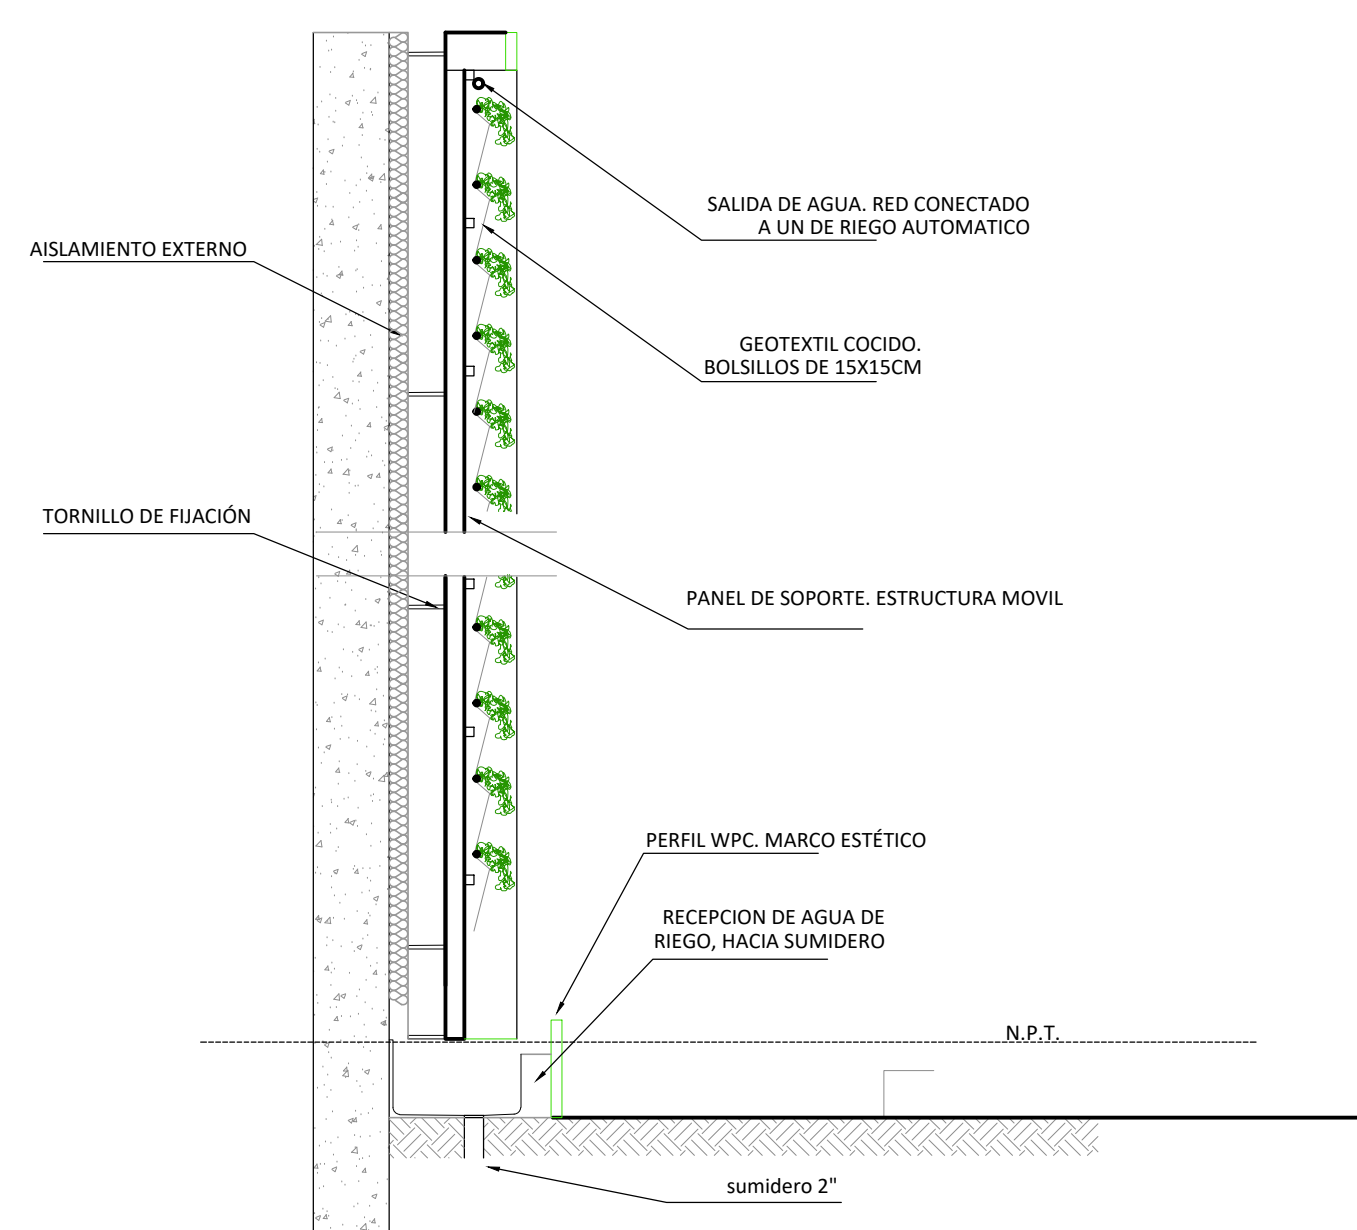 SALIDA DE AGUA. RED CONECTADO
A UN DE RIEGO AUTOMATICO
AISLAMIENTO EXTERNO
GEOTEXTIL COCIDO.
BOLSILLOS DE 15X15CM
TORNILLO DE FIJACIÓN
PANEL DE SOPORTE. ESTRUCTURA MOVIL
PERFIL WPC. MARCO ESTÉTICO
RECEPCION DE AGUA DE
RIEGO, HACIA SUMIDERO
N.P.T.
sumidero 2"